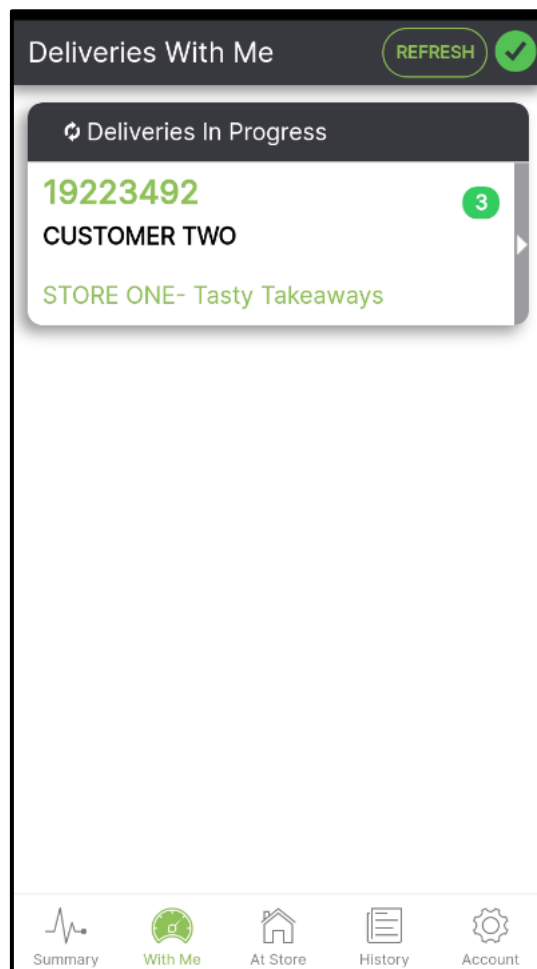 Deliveries With Me
REFRESH
Deliveries In Progress
19223492
3
CUSTOMER TWO
STORE ONE- Tasty Takeaways
Summary
With Me
At Store
History
Account